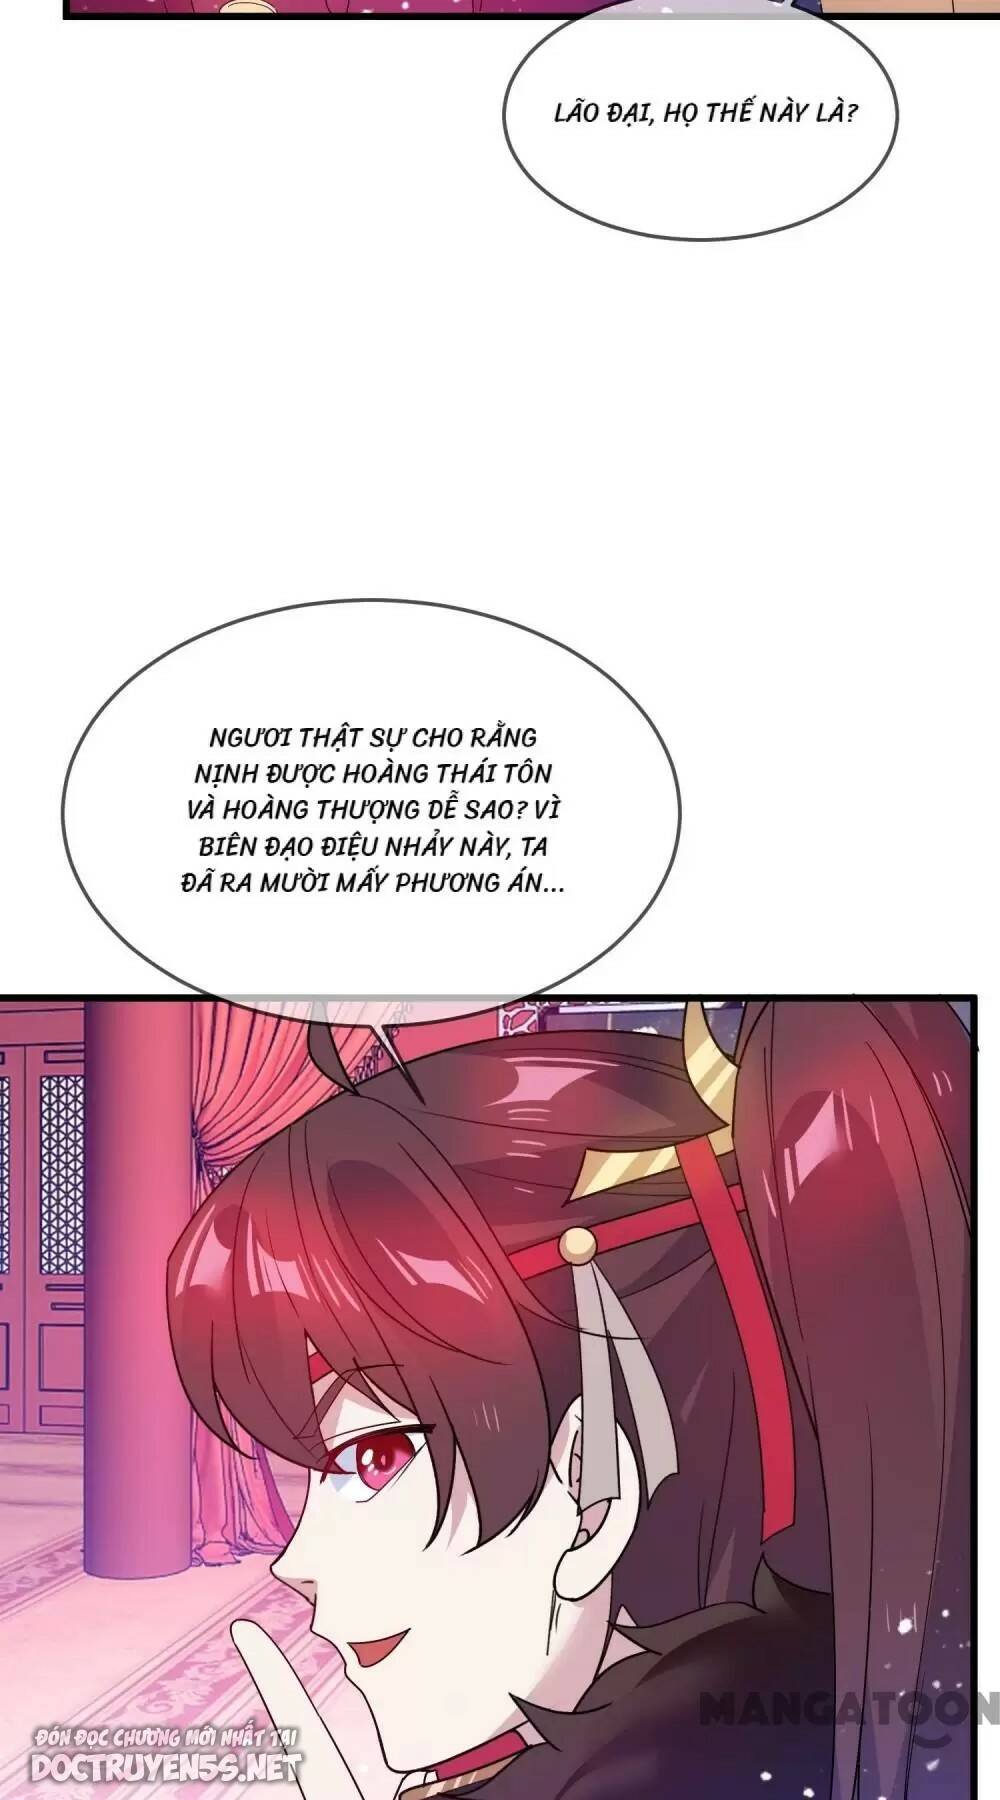 LÃO ĐẠI, HỌ THẾ NÀY LÀ?
NGƯƠI THẬT SỰ CHO RẰNG
NỊNH ĐƯỢC HOÀNG THÁI TÔN
VÀ HOÀNG THƯỢNG DỄ SAO? VÌ
BIÊN ĐẠO ĐIỆU NHẢY NÀY, TA
ĐÃ RA MƯỜI MẤY PHƯƠNG ÁN...
MANGATOON
ĐÓN ĐỌC CHƯƠNG MỚI NHẤT TẠI
DOCTRUYEN5S.NET